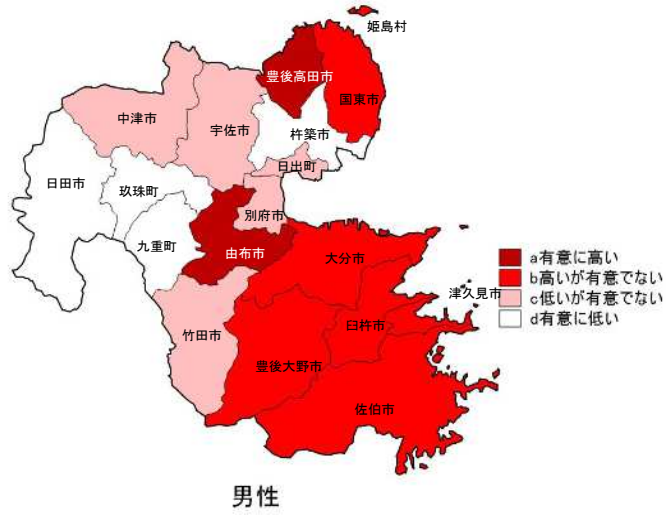 姫島村
豊後高田市
国東市
中津市
宇佐市
杵築市
日出町
日田市
玖珠町
別府市
九重町
由布市
大分市
a有意に高い
b高いが有意でない
c低いが有意でない
d有意に低い
津久見市
臼杵市
竹田市
豊後大野市
佐伯市
男性